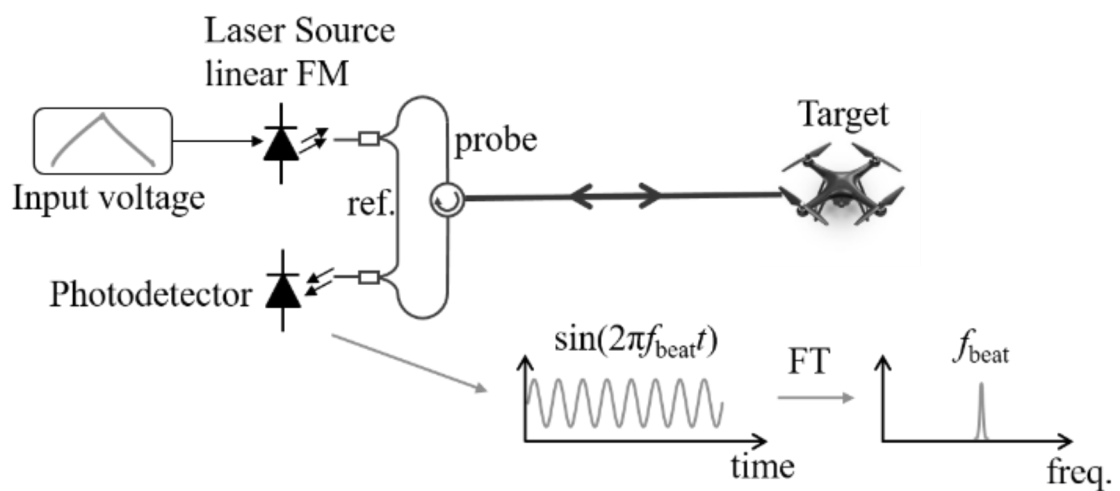 Laser Source
linear FM
Input voltage
probe
ref.
Target
Photodetector
sin(2πf_beat t)
time
FT
f_beat
freq.